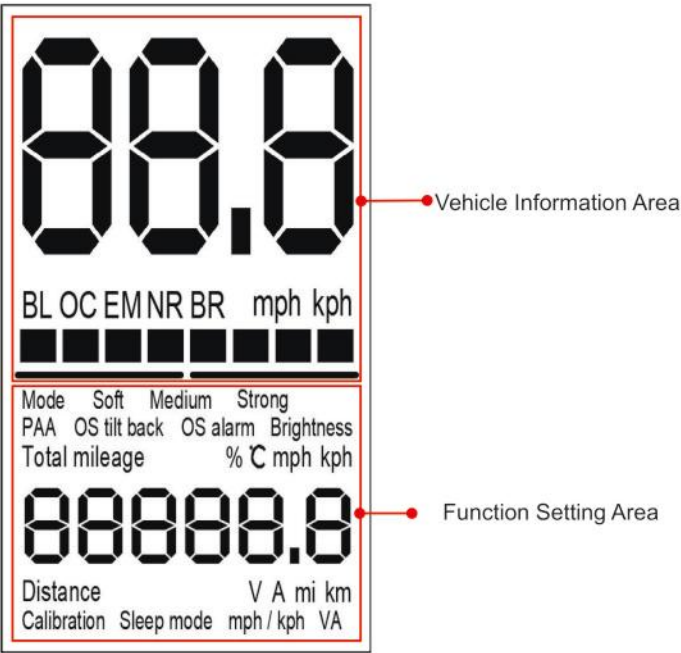 88.8
BL OC EM NR BR mph kph
Vehicle Information Area
Mode Soft Medium Strong
PAA OS tilt back OS alarm Brightness
Total mileage % ℃ mph kph
88888.8
Function Setting Area
Distance V A mi km
Calibration Sleep mode mph / kph VA